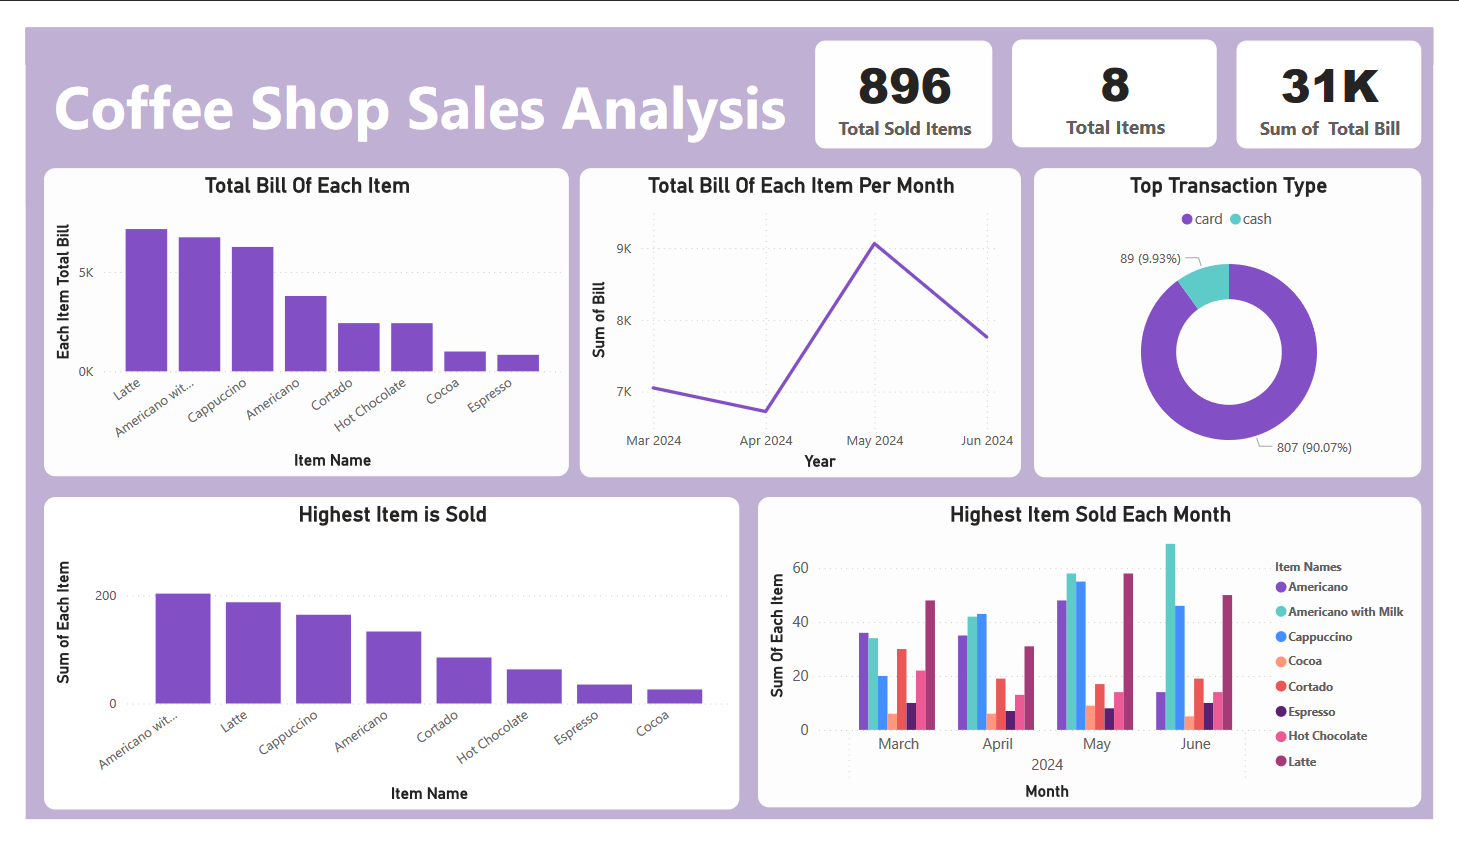 Coffee Shop Sales Analysis
896
Total Sold Items
8
Total Items
31K
Sum of Total Bill
Total Bill Of Each Item
Each Item Total Bill
5K
0K
Latte
Americano wit...
Cappuccino
Americano
Cortado
Hot Chocolate
Cocoa
Espresso
Item Name
Total Bill Of Each Item Per Month
Sum of Bill
9K
8K
7K
Mar 2024
Apr 2024
May 2024
Jun 2024
Year
Top Transaction Type
card
cash
89 (9.93%)
807 (90.07%)
Highest Item is Sold
Sum of Each Item
200
0
Americano wit...
Latte
Cappuccino
Americano
Cortado
Hot Chocolate
Espresso
Cocoa
Item Name
Highest Item Sold Each Month
Sum Of Each Item
60
40
20
0
March
April
May
June
2024
Month
Item Names
Americano
Americano with Milk
Cappuccino
Cocoa
Cortado
Espresso
Hot Chocolate
Latte